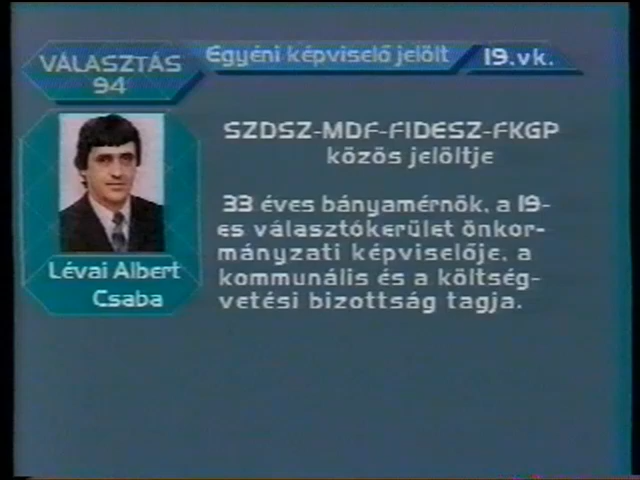 VÁLASZTÁS
94
Egyéni képviselő jelölt
19.vk.
SZDSZ-MDF-FIDESZ-FKGP
közös jelöltje
33 éves bányamérnök, a 19-
es választókerület önkor-
mányzati képviselője, a
kommunális és a költség-
vetési bizottság tagja.
Lévai Albert
Csaba